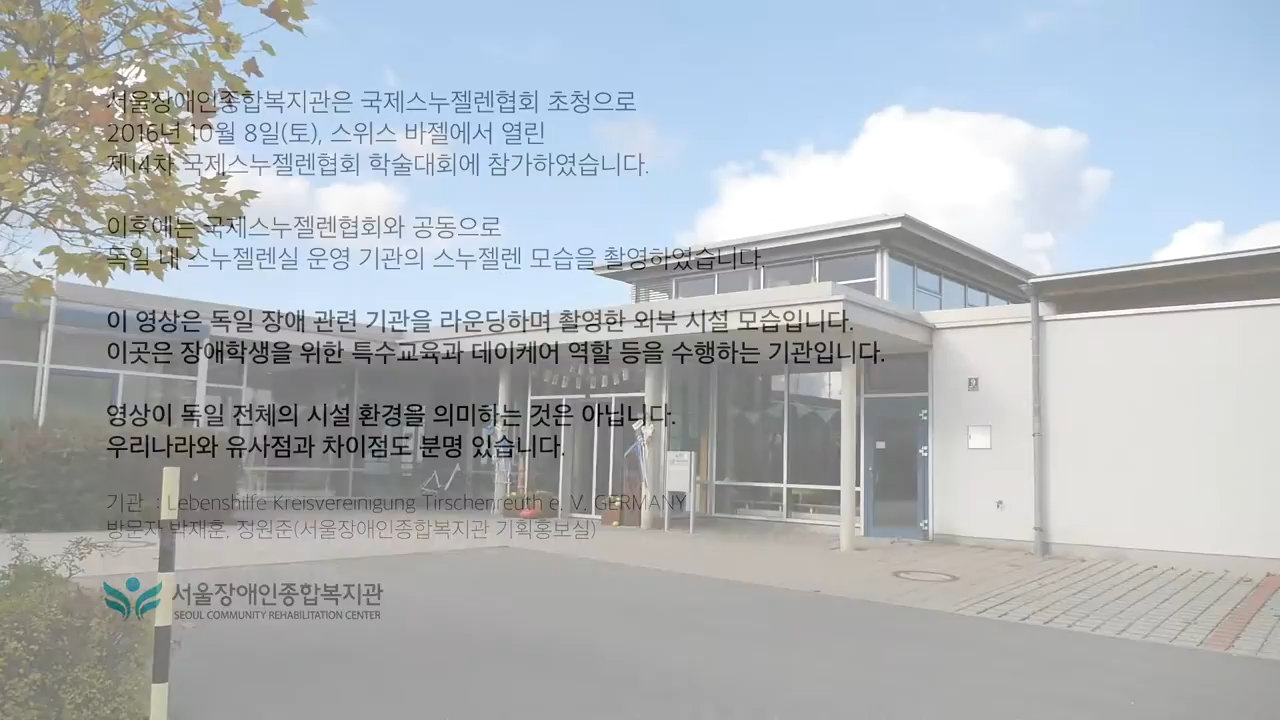 서울장애인종합복지관은 국제스누젤렌협회 초청으로
2016년 10월 8일(토), 스위스 바젤에서 열린
제14차 국제스누젤렌협회 학술대회에 참가하였습니다.
이후에는 국제스누젤렌협회와 공동으로
독일 내 스누젤렌실 운영 기관의 스누젤렌 모습을 촬영하였습니다.
이 영상은 독일 장애 관련 기관을 라운딩하며 촬영한 외부 시설 모습입니다.
이곳은 장애학생을 위한 특수교육과 데이케어 역할 등을 수행하는 기관입니다.
영상이 독일 전체의 시설 환경을 의미하는 것은 아닙니다.
우리나라와 유사점과 차이점도 분명 있습니다.
기관 : Lebenshilfe Kreisvereinigung Tirschenreuth e. V. GERMANY
방문자 박재훈, 정원준(서울장애인종합복지관 기획홍보실)
서울장애인종합복지관
SEOUL COMMUNITY REHABILITATION CENTER
9